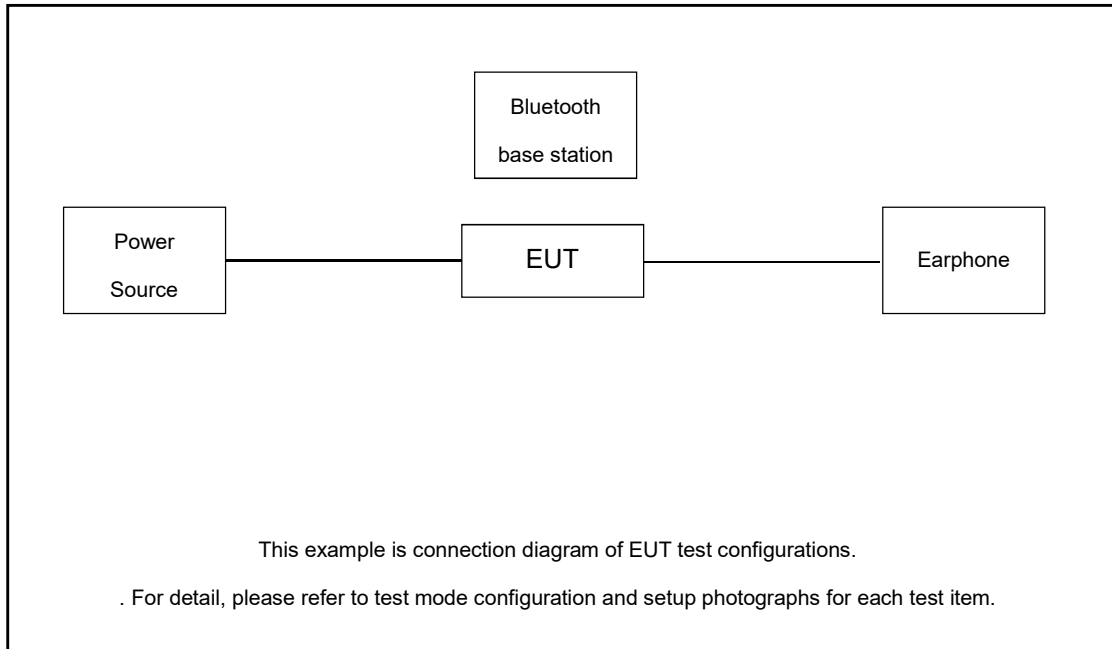 Bluetooth
base station
Power
Source
EUT
Earphone
This example is connection diagram of EUT test configurations.
. For detail, please refer to test mode configuration and setup photographs for each test item.